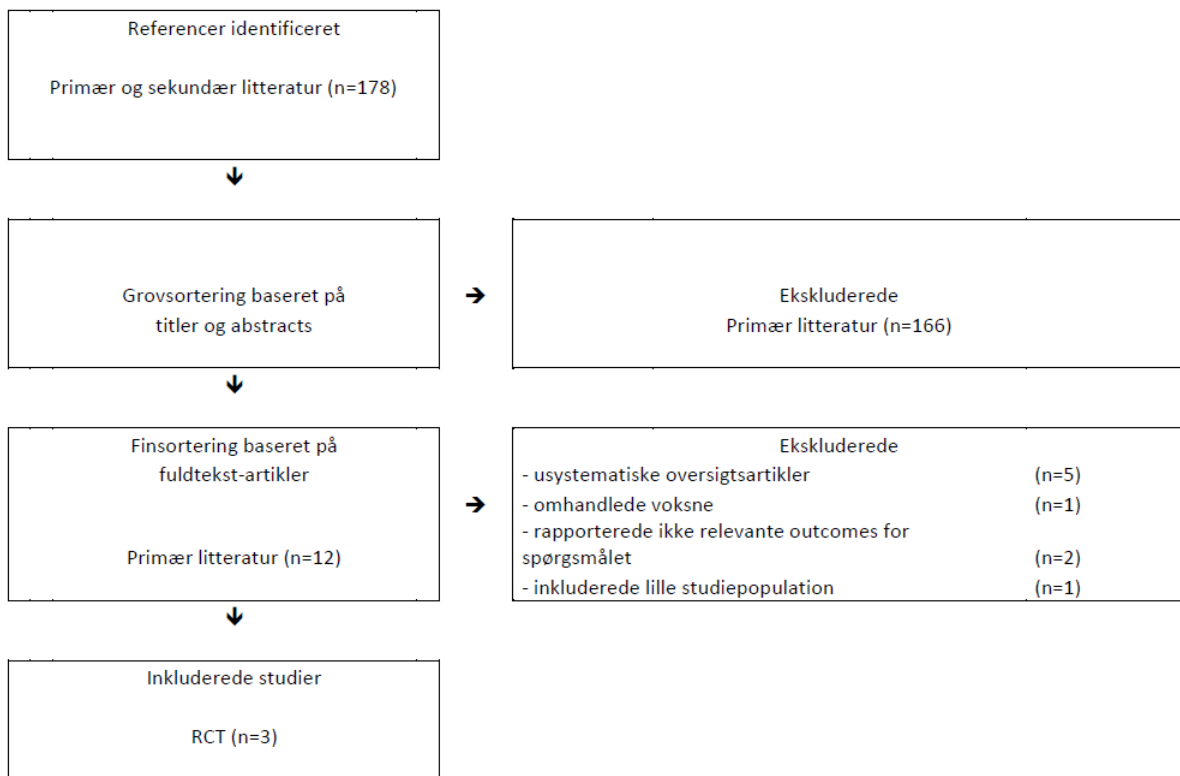 Referencer identificeret
Primær og sekundær litteratur (n=178)
Grovsortering baseret på
titler og abstracts
Ekskluderede
Primær litteratur (n=166)
Finsortering baseret på
fuldtekst-artikler
Primær litteratur (n=12)
Ekskluderede
- usystematiske oversigtsartikler (n=5)
- omhandlede voksne (n=1)
- rapporterede ikke relevante outcomes for
spørgsmålet (n=2)
- inkluderede lille studiepopulation (n=1)
Inkluderede studier
RCT (n=3)